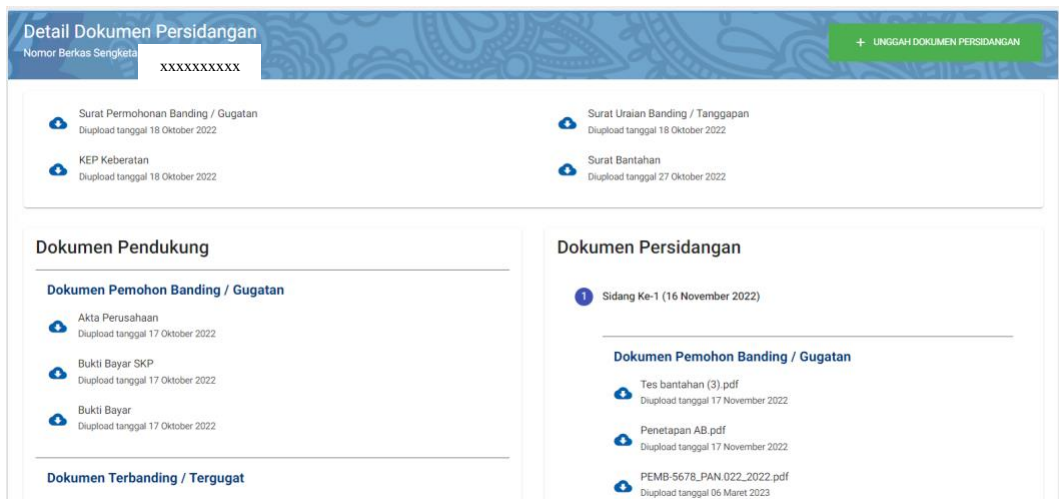 Detail Dokumen Persidangan
Nomor Berkas Sengketa
xxxxxxxxxx
+ UNGGAH DOKUMEN PERSIDANGAN
Surat Permohonan Banding / Gugatan
Diupload tanggal 18 Oktober 2022
KEP Keberatan
Diupload tanggal 18 Oktober 2022
Surat Uraian Banding / Tanggapan
Diupload tanggal 18 Oktober 2022
Surat Bantahan
Diupload tanggal 27 Oktober 2022
Dokumen Pendukung
Dokumen Pemohon Banding / Gugatan
Akta Perusahaan
Diupload tanggal 17 Oktober 2022
Bukti Bayar SKP
Diupload tanggal 17 Oktober 2022
Bukti Bayar
Diupload tanggal 17 Oktober 2022
Dokumen Terbanding / Tergugat
Dokumen Persidangan
1 Sidang Ke-1 (16 November 2022)
Dokumen Pemohon Banding / Gugatan
Tes bantahan (3).pdf
Diupload tanggal 17 November 2022
Penetapan AB.pdf
Diupload tanggal 17 November 2022
PEMB-5678_PAN.022_2022.pdf
Diupload tanggal 06 Maret 2023